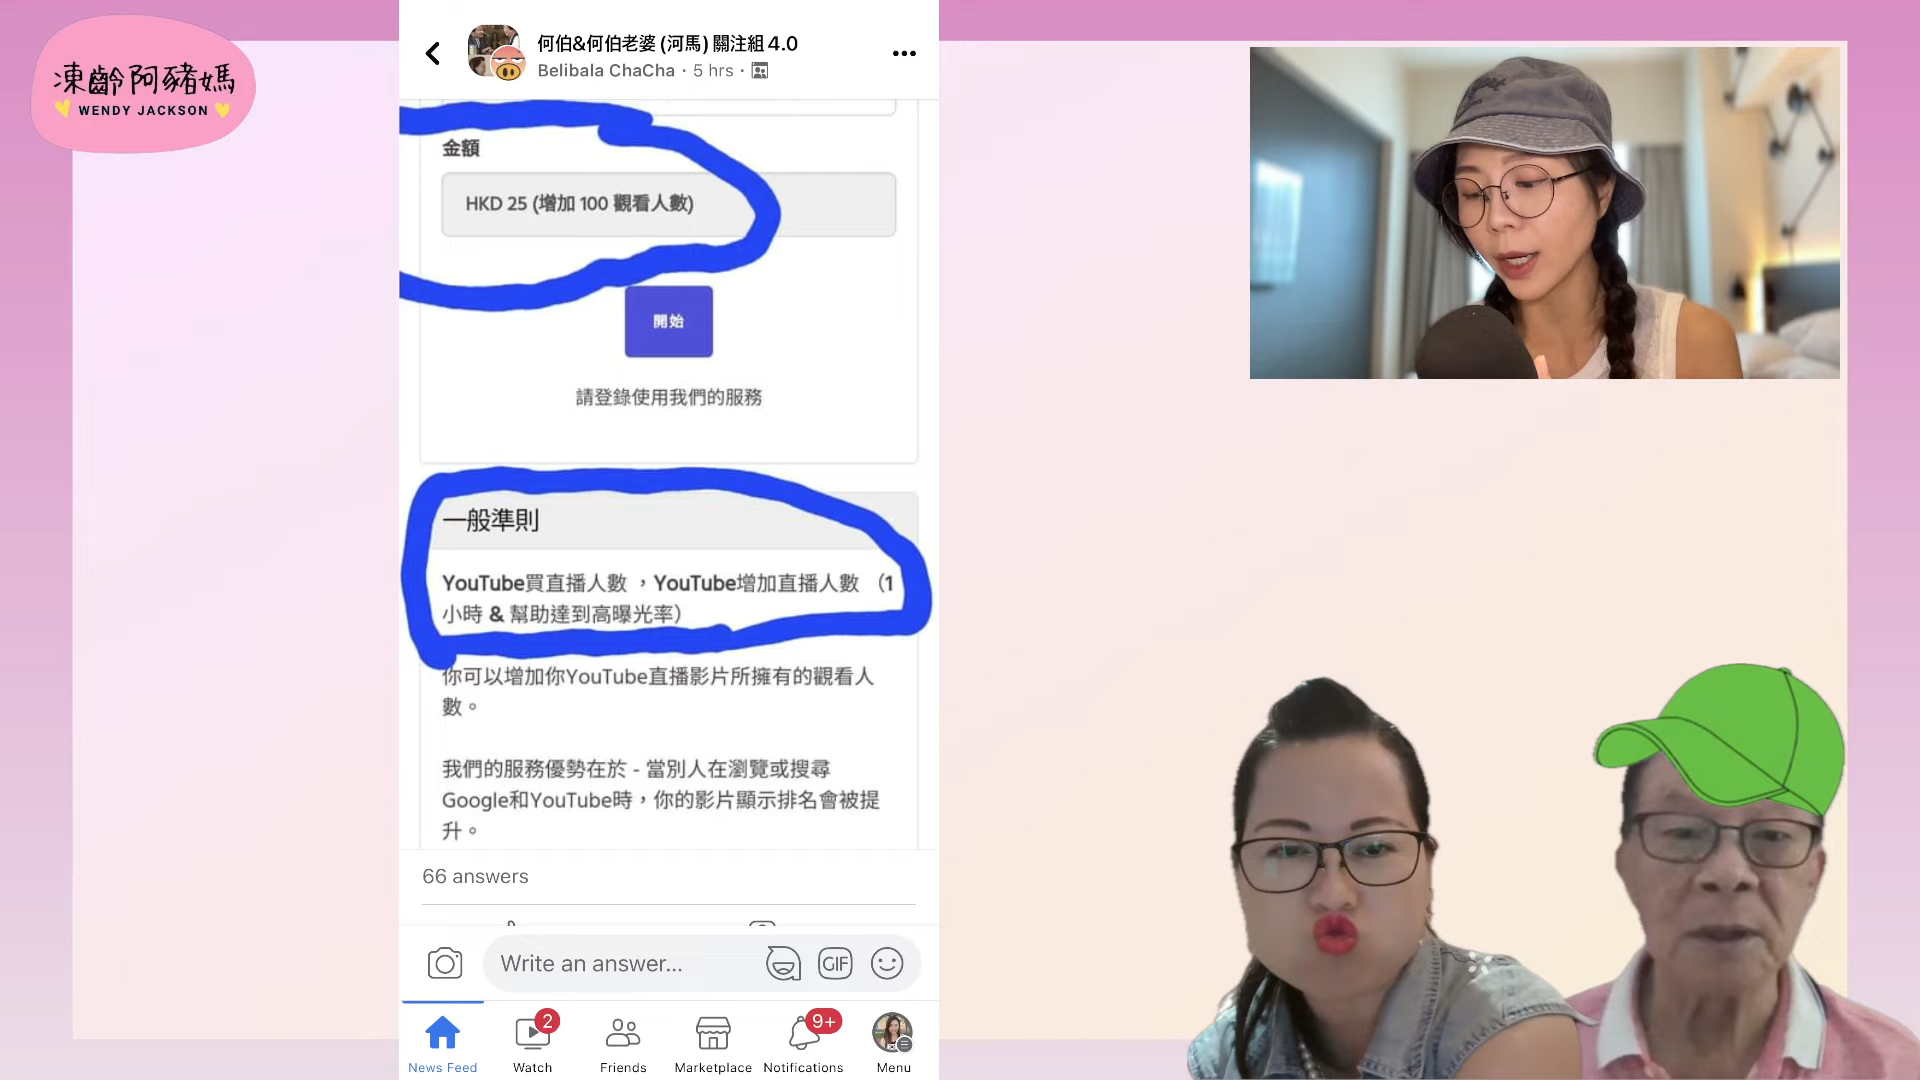 凍齡阿豬媽
WENDY JACKSON
何伯&何伯老婆 (河馬) 關注組 4.0
Belibala ChaCha · 5 hrs ·
金額
HKD 25 (增加 100 觀看人數)
開始
請登錄使用我們的服務
一般準則
YouTube買直播人數 ，YouTube增加直播人數 （1
小時 & 幫助達到高曝光率）
你可以增加你YouTube直播影片所擁有的觀看人
數。
我們的服務優勢在於 - 當別人在瀏覽或搜尋
Google和YouTube時，你的影片顯示排名會被提
升。
66 answers
Write an answer...
GIF
2
9+
News Feed
Watch
Friends
Marketplace
Notifications
Menu